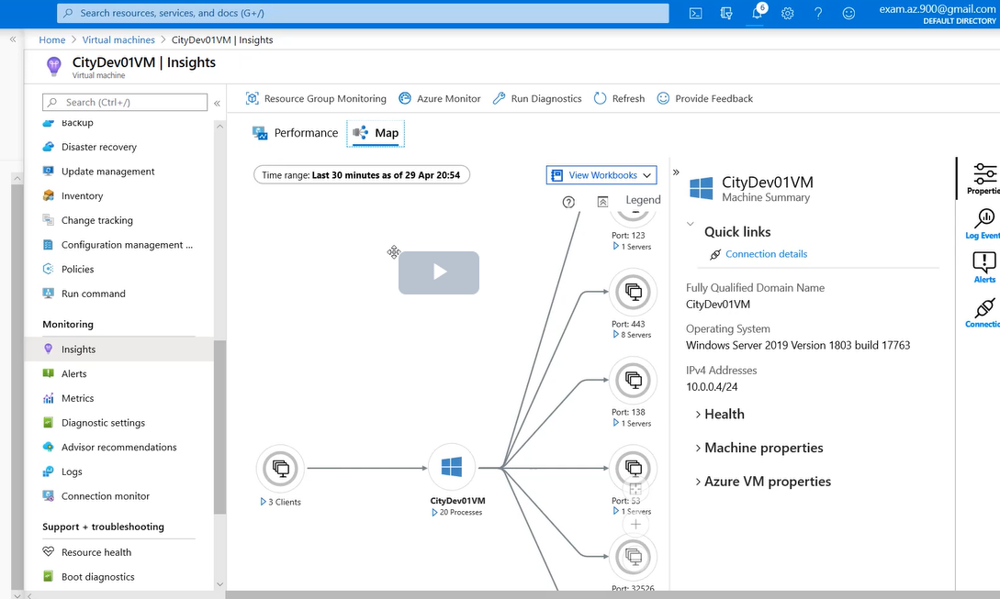 Search resources, services, and docs (G+/)
6
exam.az.900@gmail.com
DEFAULT DIRECTORY
Home > Virtual machines > CityDev01VM | Insights
CityDev01VM | Insights
Virtual machine
Search (Ctrl+/)
Backup
Disaster recovery
Update management
Inventory
Change tracking
Configuration management ...
Policies
Run command
Monitoring
Insights
Alerts
Metrics
Diagnostic settings
Advisor recommendations
Logs
Connection monitor
Support + troubleshooting
Resource health
Boot diagnostics
Resource Group Monitoring
Azure Monitor
Run Diagnostics
Refresh
Provide Feedback
Performance
Map
Time range: Last 30 minutes as of 29 Apr 20:54
View Workbooks
Legend
Port: 123
1 Servers
Port: 443
8 Servers
Port: 138
1 Servers
Port: 53
1 Servers
Port: 32526
3 Clients
CityDev01VM
20 Processes
CityDev01VM
Machine Summary
Quick links
Connection details
Fully Qualified Domain Name
CityDev01VM
Operating System
Windows Server 2019 Version 1803 build 17763
IPv4 Addresses
10.0.0.4/24
Health
Machine properties
Azure VM properties
Propertie
Log Event
Alerts
Connectio